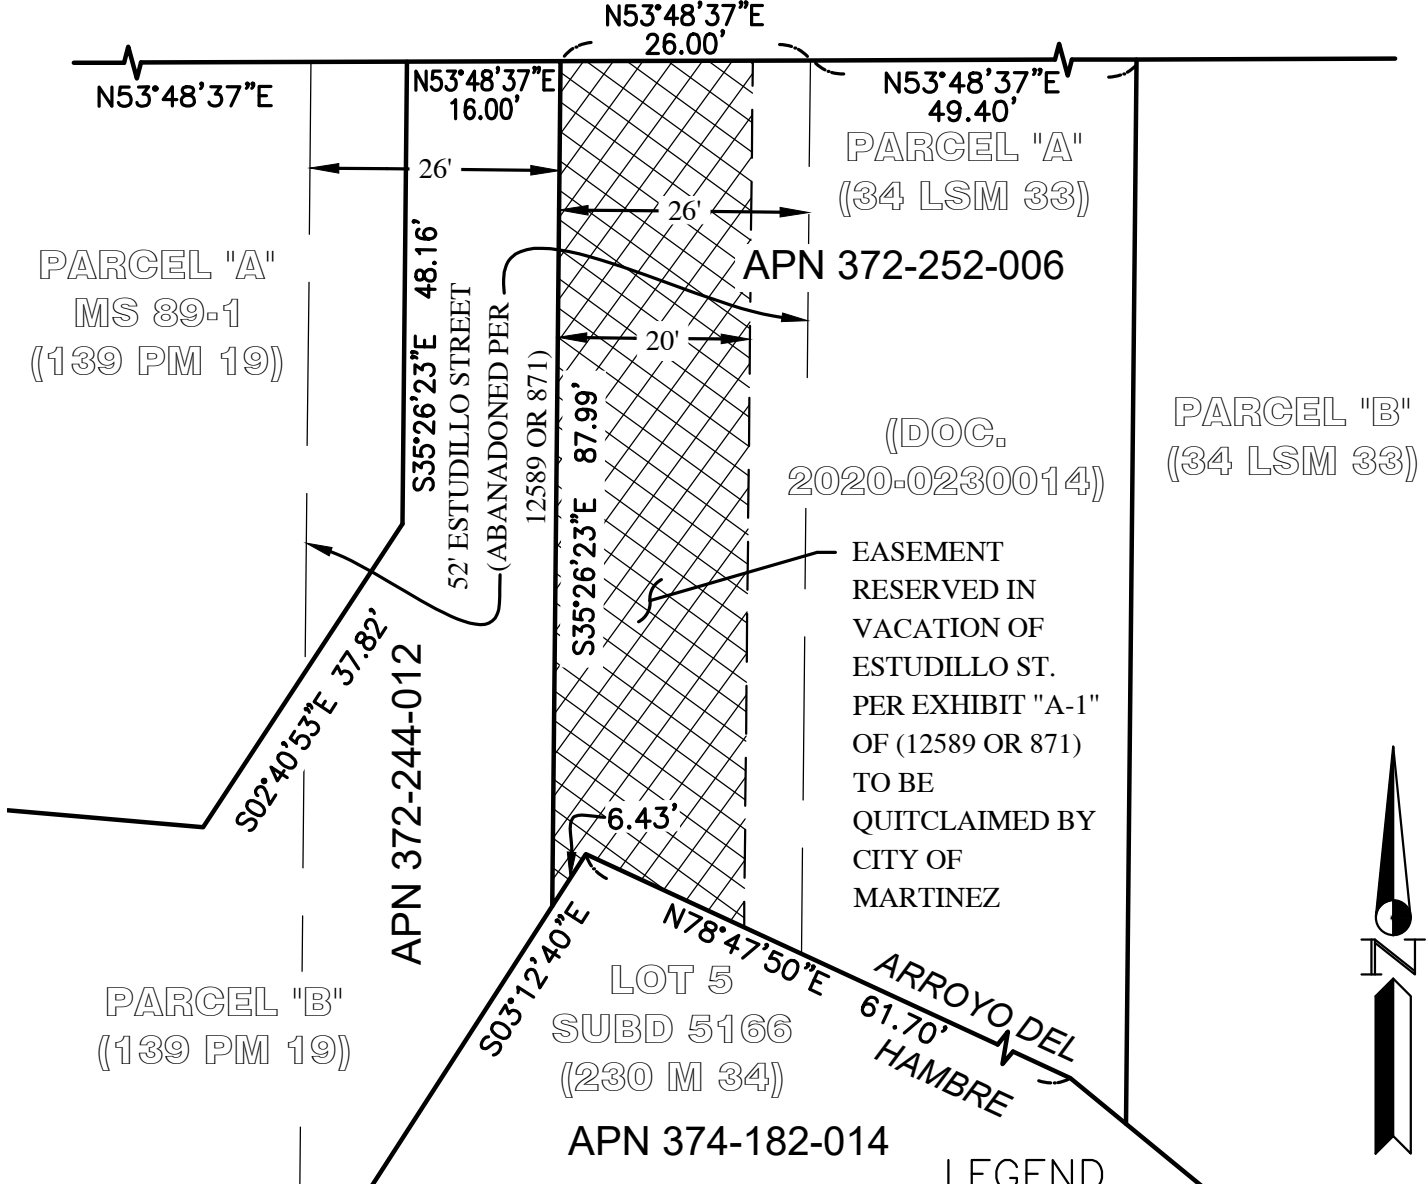 N53°48'37"E
26.00'
N53°48'37"E
N53°48'37"E
16.00'
N53°48'37"E
49.40'
PARCEL "A"
(34 LSM 33)
26'
26'
APN 372-252-006
PARCEL "A"
MS 89-1
(139 PM 19)
S35°26'23"E 48.16'
52' ESTUDILLO STREET
(ABANADONED PER
12589 OR 871)
20'
S35°26'23"E 87.99'
(DOC.
2020-0230014)
PARCEL "B"
(34 LSM 33)
EASEMENT
RESERVED IN
VACATION OF
ESTUDILLO ST.
PER EXHIBIT "A-1"
OF (12589 OR 871)
TO BE
QUITCLAIMED BY
CITY OF
MARTINEZ
S02°40'53"E 37.82'
APN 372-244-012
6.43'
S03°12'40"E
N78°47'50"E 61.70'
ARROYO DEL
HAMBRE
PARCEL "B"
(139 PM 19)
LOT 5
SUBD 5166
(230 M 34)
APN 374-182-014
N
LEGEND